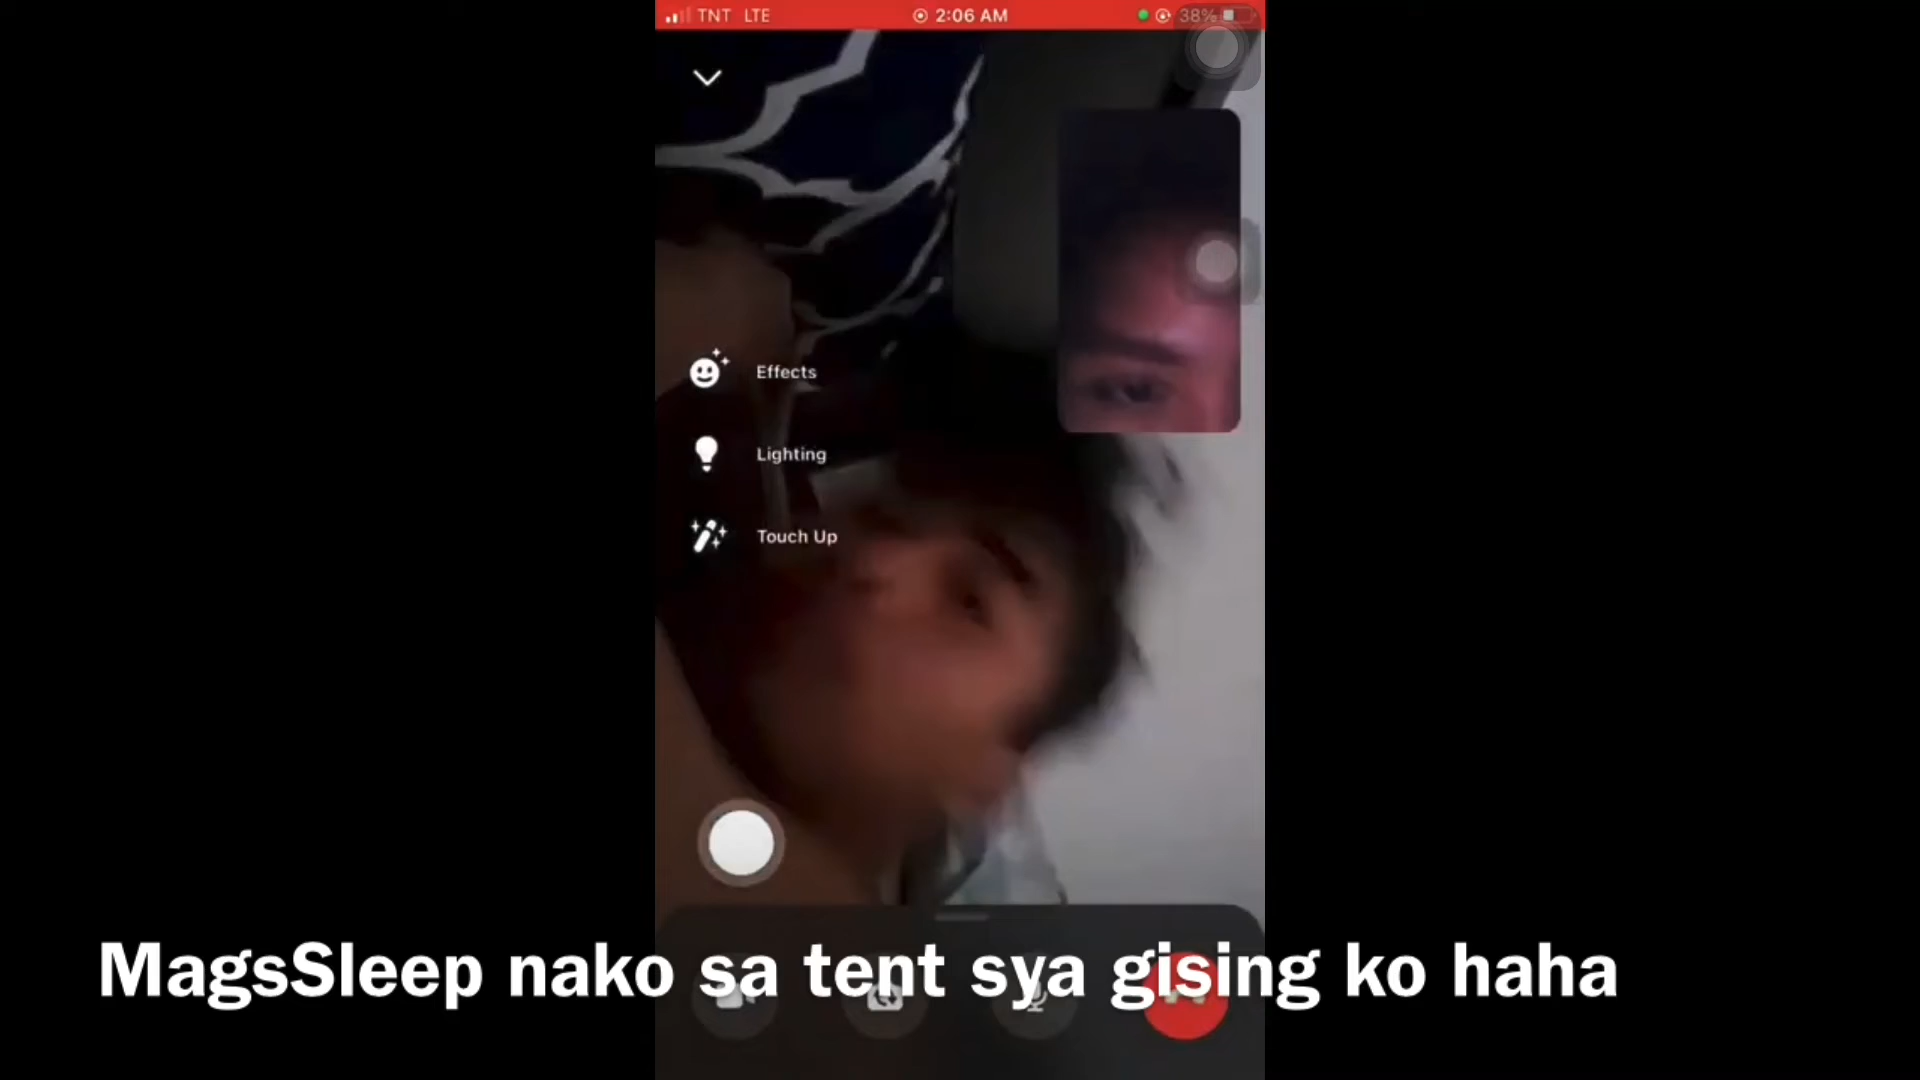 TNT LTE 2:06 AM 38%
Effects
Lighting
Touch Up
MagsSleep nako sa tent sya gising ko haha